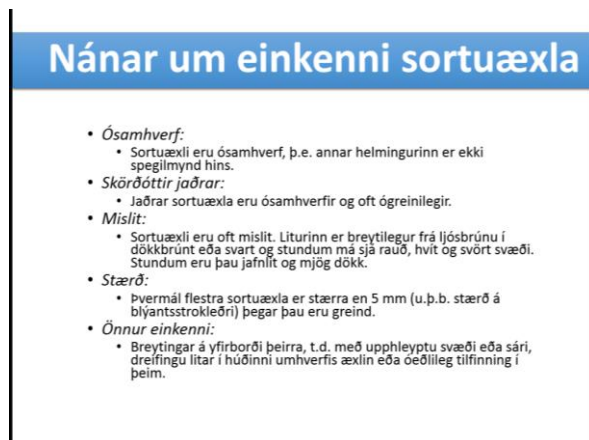 Nánar um einkenni sortuæxla
• Ósamhverf:
• Sortuæxli eru ósamhverf, þ.e. annar helmingurinn er ekki
spegilmynd hins.
• Skörðóttir jaðrar:
• Jaðrar sortuæxla eru ósamhverfir og oft ógreinilegir.
• Mislit:
• Sortuæxli eru oft mislit. Liturinn er breytilegur frá ljósbrúnu í
dökkbrúnt eða svart og stundum má sjá rauð, hvít og svört svæði.
Stundum eru þau jafnlit og mjög dökk.
• Stærð:
• Þvermál flestra sortuæxla er stærra en 5 mm (u.þ.b. stærð á
blýantsstrokleðri) þegar þau eru greind.
• Önnur einkenni:
• Breytingar á yfirborði þeirra, t.d. með upphleyptu svæði eða sári,
dreifingu litar í húðinni umhverfis æxlin eða óeðlileg tilfinning í
þeim.